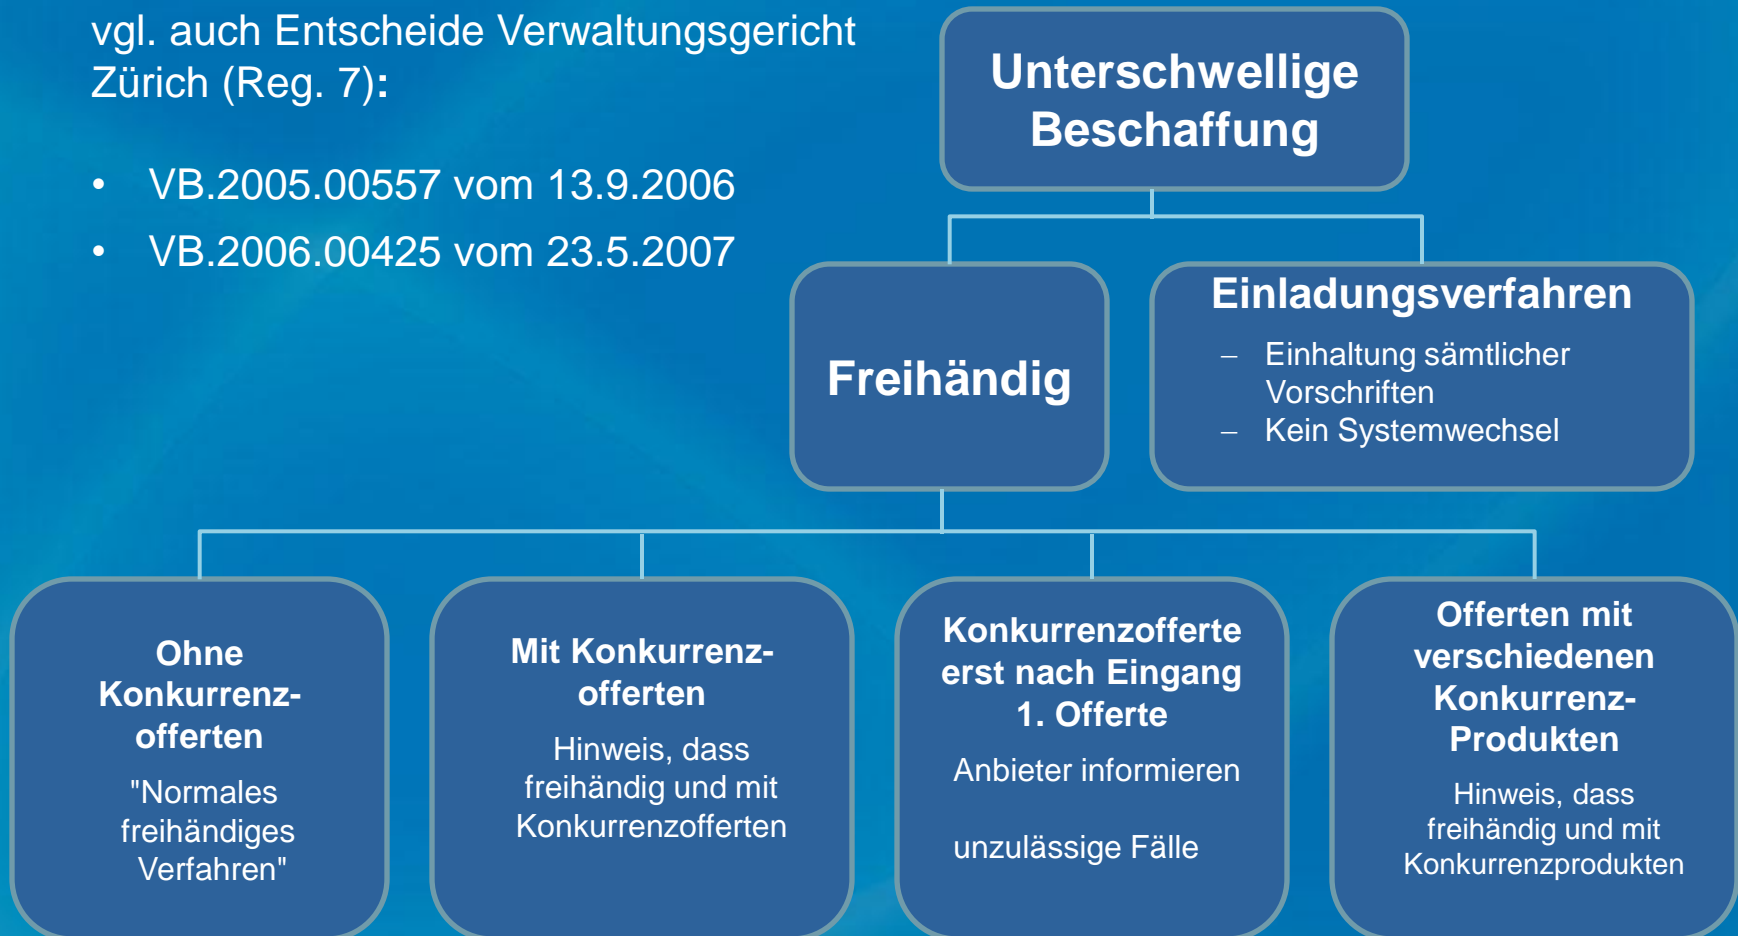 vgl. auch Entscheide Verwaltungsgericht
Zürich (Reg. 7):
• VB.2005.00557 vom 13.9.2006
• VB.2006.00425 vom 23.5.2007
Unterschwellige
Beschaffung
Freihändig
Einladungsverfahren
– Einhaltung sämtlicher
Vorschriften
– Kein Systemwechsel
Ohne
Konkurrenz-
offerten
"Normales
freihändiges
Verfahren"
Mit Konkurrenz-
offerten
Hinweis, dass
freihändig und mit
Konkurrenzofferten
Konkurrenzofferte
erst nach Eingang
1. Offerte
Anbieter informieren
unzulässige Fälle
Offerten mit
verschiedenen
Konkurrenz-
Produkten
Hinweis, dass
freihändig und mit
Konkurrenzprodukten